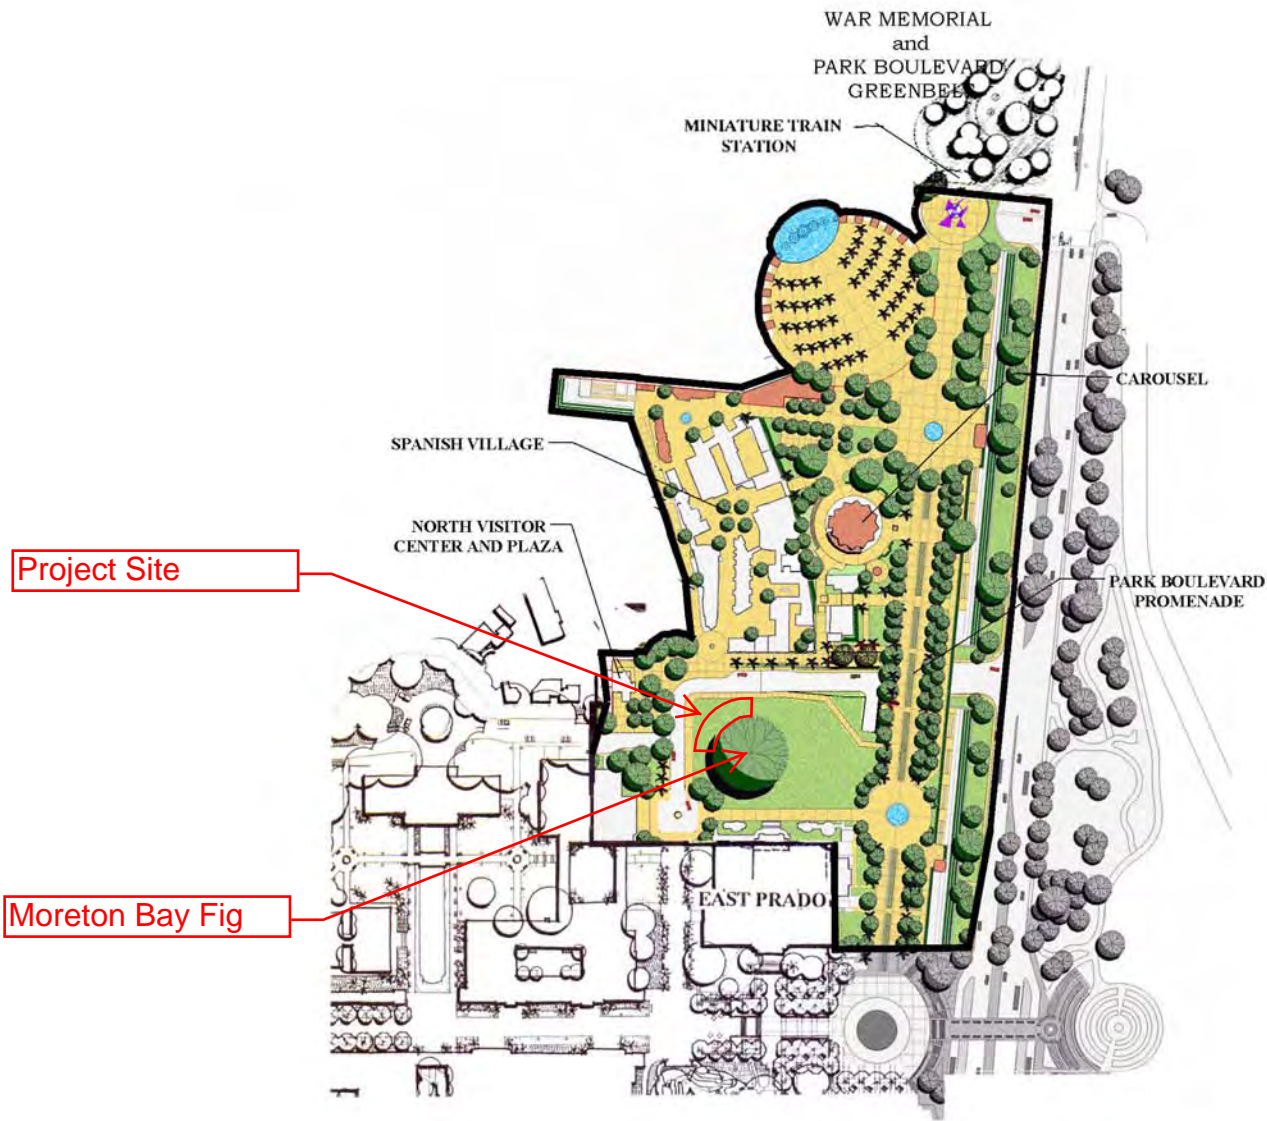 WAR MEMORIAL
and
PARK BOULEVARD
GREENBEL
MINIATURE TRAIN
STATION
CAROUSEL
SPANISH VILLAGE
NORTH VISITOR
CENTER AND PLAZA
Project Site
PARK BOULEVARD
PROMENADE
Moreton Bay Fig
EAST PRADO